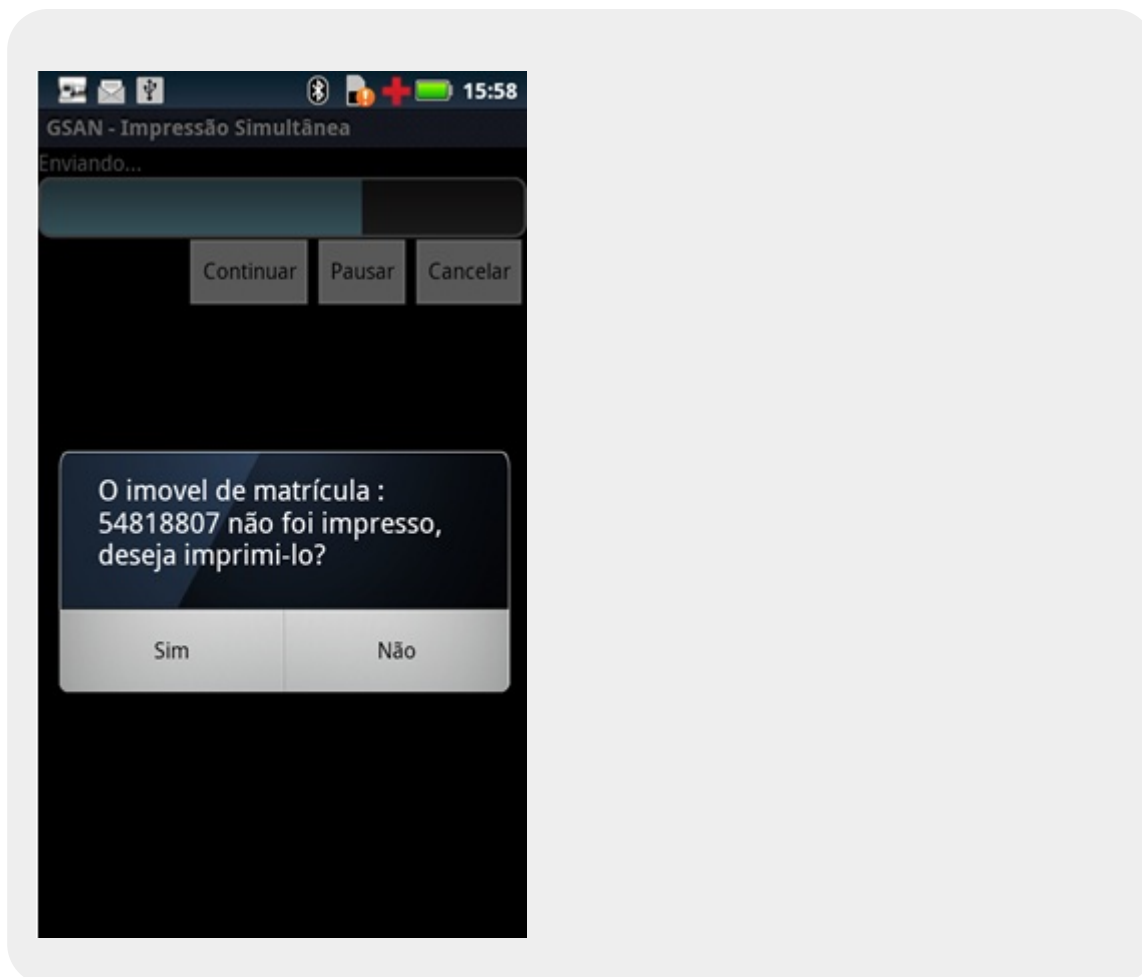 15:58
GSAN - Impressão Simultânea
Enviando...
Continuar Pausar Cancelar
O imovel de matrícula :
54818807 não foi impresso,
deseja imprimi-lo?
Sim Não